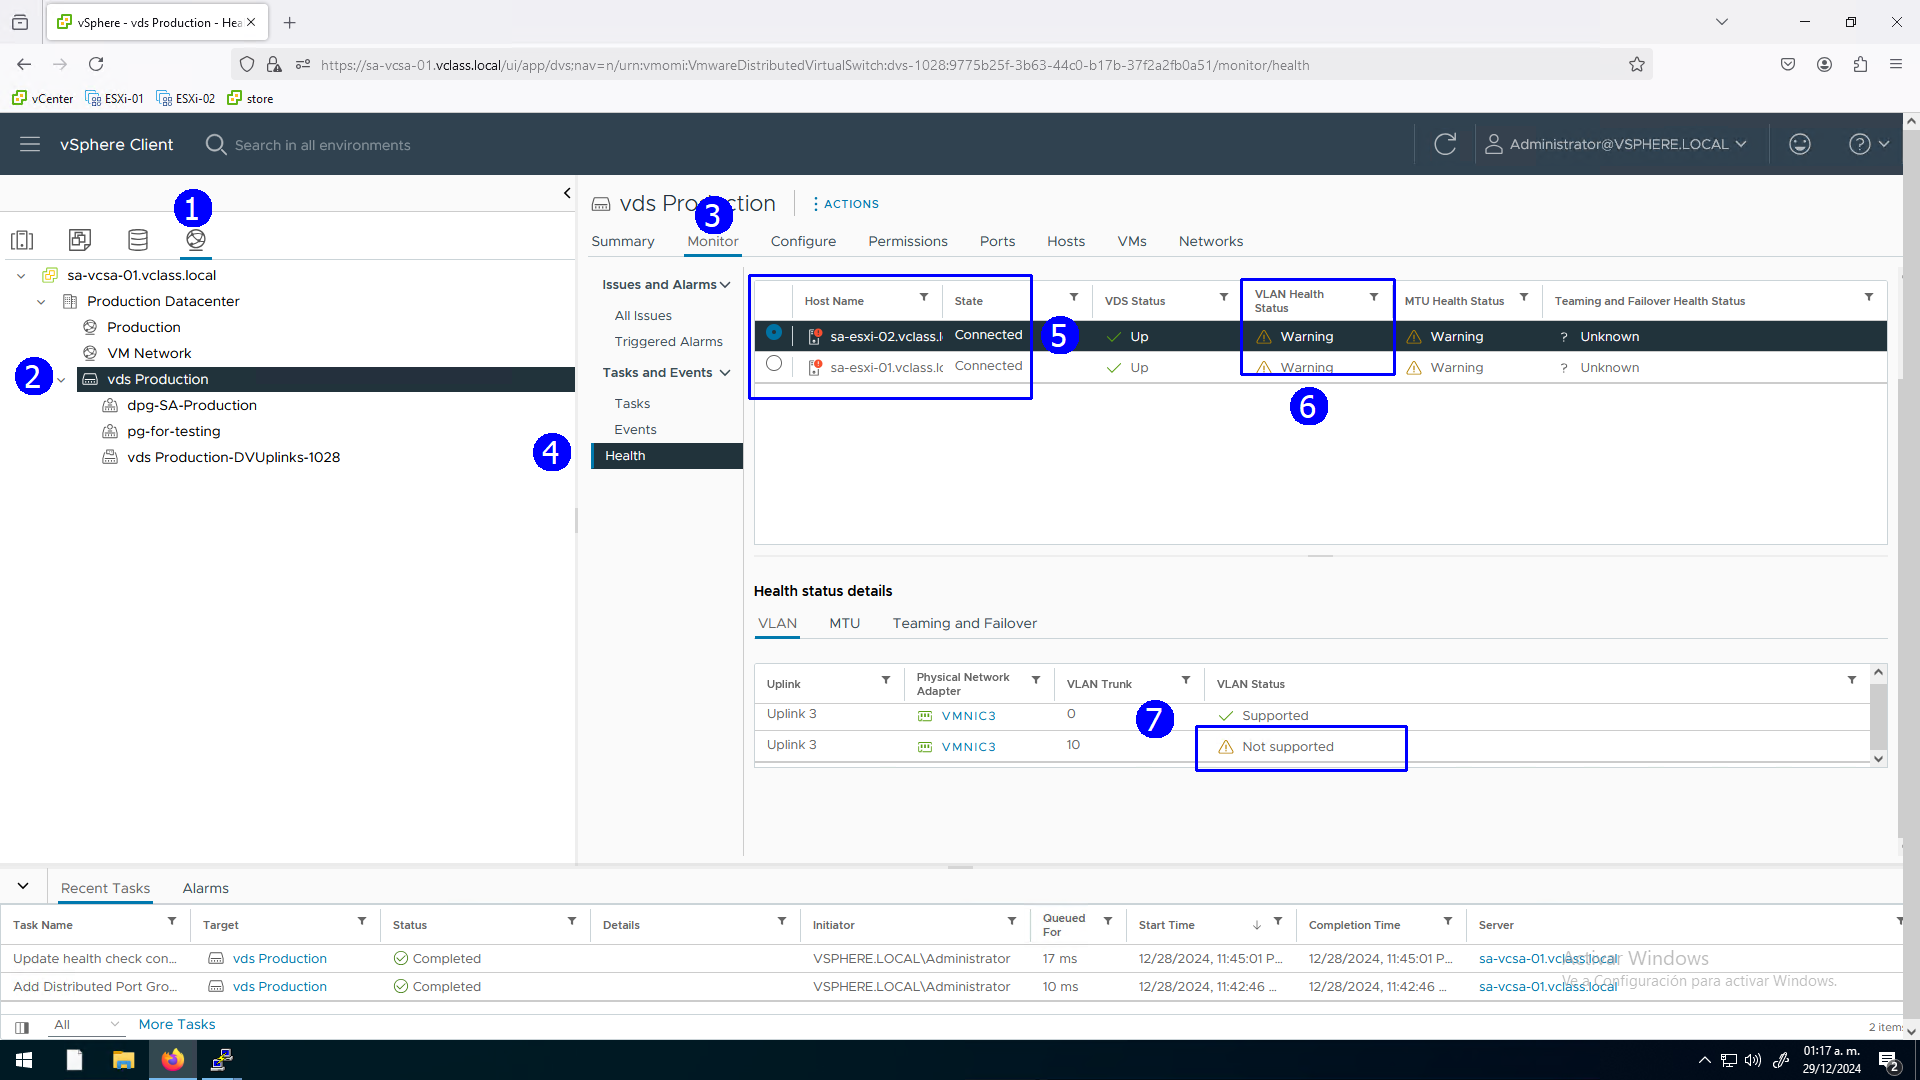 vSphere - vds Production - Hea
https://sa-vcsa-01.vclass.local/ui/app/dvs;nav=n/urn:vmomi:VmwareDistributedVirtualSwitch:dvs-1028:9775b25f-3b63-44c0-b17b-37f2a2fb0a51/monitor/health
vCenter ESXi-01 ESXi-02 store
vSphere Client Search in all environments Administrator@VSPHERE.LOCAL
1
sa-vcsa-01.vclass.local
Production Datacenter
Production
VM Network
2 vds Production
dpg-SA-Production
pg-for-testing
vds Production-DVUplinks-1028
vds Production ACTIONS
3
Summary Monitor Configure Permissions Ports Hosts VMs Networks
Issues and Alarms
All Issues
Triggered Alarms
Tasks and Events
Tasks
Events
4 Health
Host Name State VDS Status VLAN Health Status MTU Health Status Teaming and Failover Health Status
sa-esxi-02.vclass.l Connected 5 Up Warning Warning ? Unknown
sa-esxi-01.vclass.lo Connected Up Warning Warning ? Unknown
6
Health status details
VLAN MTU Teaming and Failover
Uplink Physical Network Adapter VLAN Trunk VLAN Status
Uplink 3 VMNIC3 0 Supported
7
Uplink 3 VMNIC3 10 Not supported
Recent Tasks Alarms
Task Name Target Status Details Initiator Queued For Start Time Completion Time Server
Update health check con... vds Production Completed VSPHERE.LOCAL\Administrator 17 ms 12/28/2024, 11:45:01 P... 12/28/2024, 11:45:01 P... sa-vcsa-01.vclass.local
Add Distributed Port Gro... vds Production Completed VSPHERE.LOCAL\Administrator 10 ms 12/28/2024, 11:42:46 ... 12/28/2024, 11:42:46 ... sa-vcsa-01.vclass.local
Activar Windows
Ve a Configuración para activar Windows.
All More Tasks 2 items
01:17 a. m.
29/12/2024
2